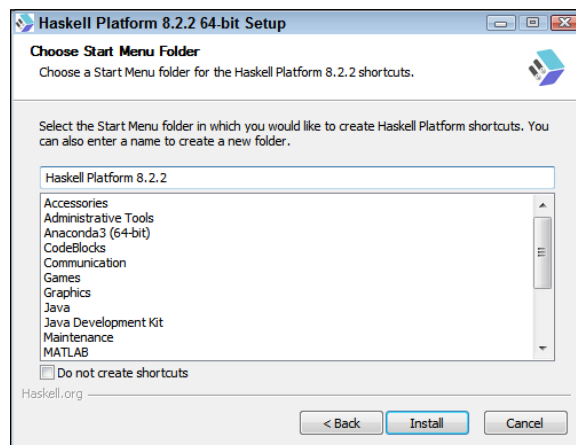 Haskell Platform 8.2.2 64-bit Setup
Choose Start Menu Folder
Choose a Start Menu folder for the Haskell Platform 8.2.2 shortcuts.
Select the Start Menu folder in which you would like to create Haskell Platform shortcuts. You
can also enter a name to create a new folder.
Haskell Platform 8.2.2
Accessories
Administrative Tools
Anaconda3 (64-bit)
CodeBlocks
Communication
Games
Graphics
Java
Java Development Kit
Maintenance
MATLAB
Do not create shortcuts
Haskell.org
< Back Install Cancel